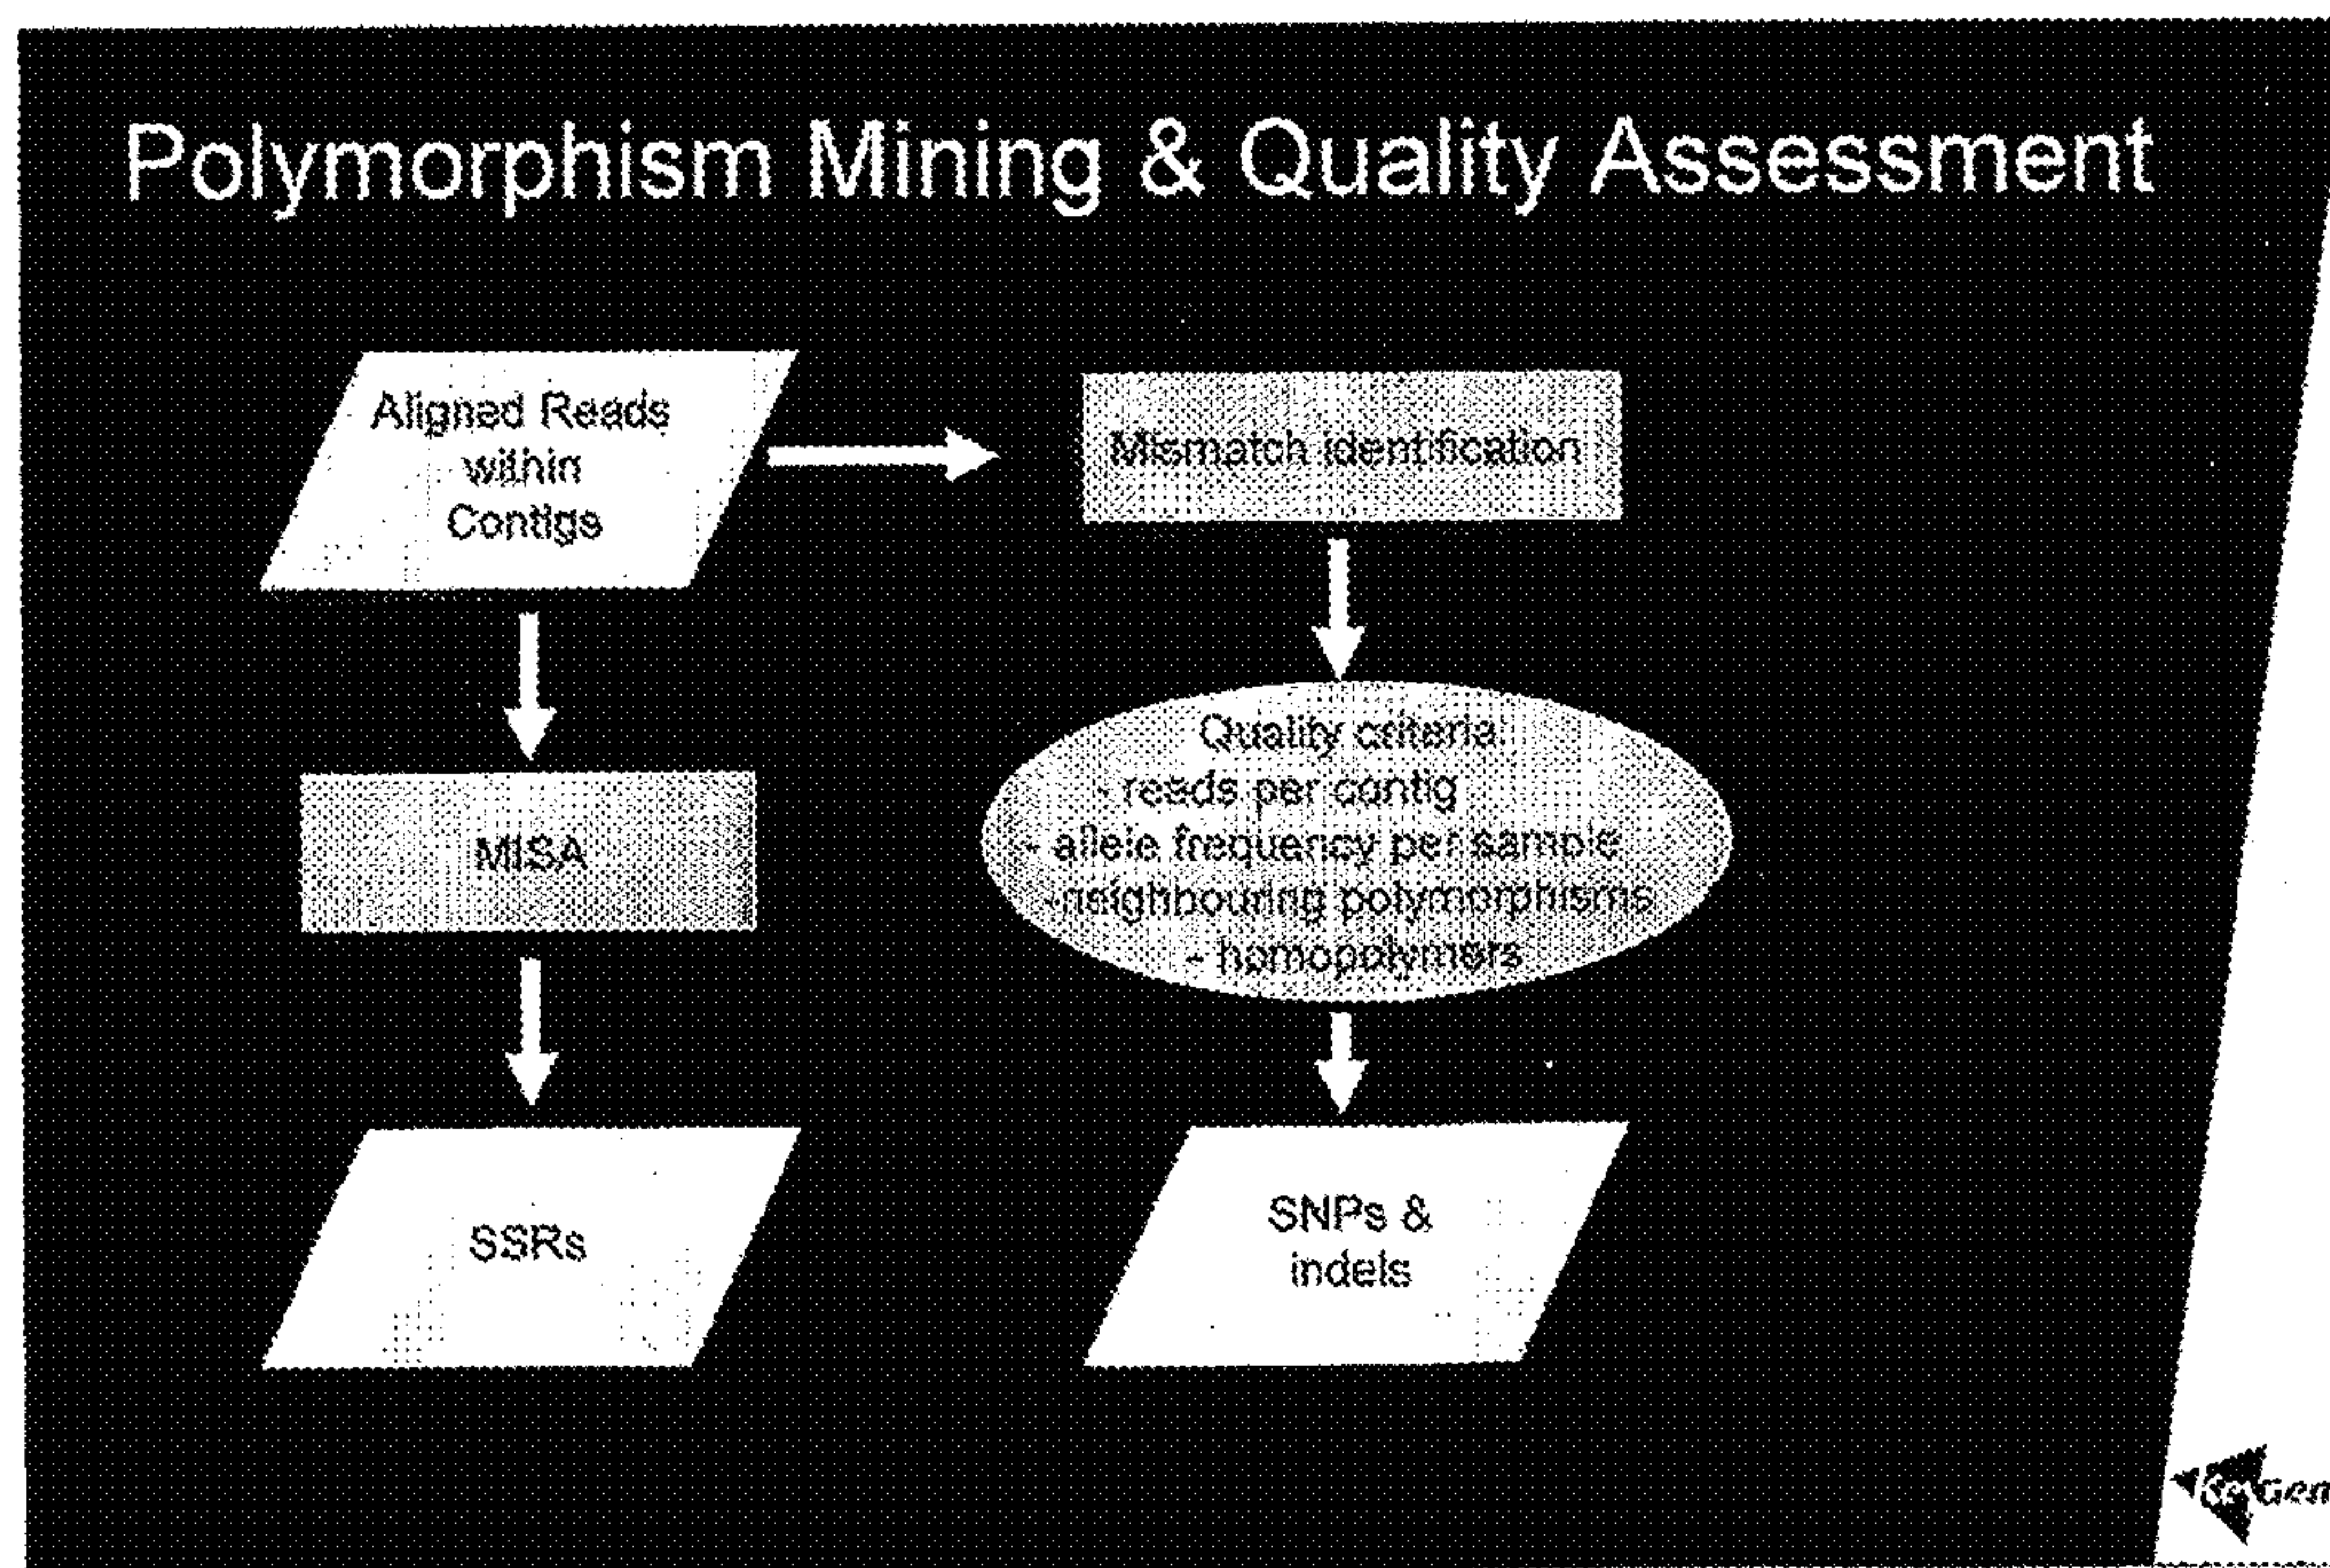 Polymorphism Mining & Quality Assessment
Aligned Reads
within
Contigs
Mismatch identification
MISA
Quality criteria
- reads per contig
- allele frequency per sample
- neighbouring polymorphisms
- homopolymers
SSRs
SNPs &
indels